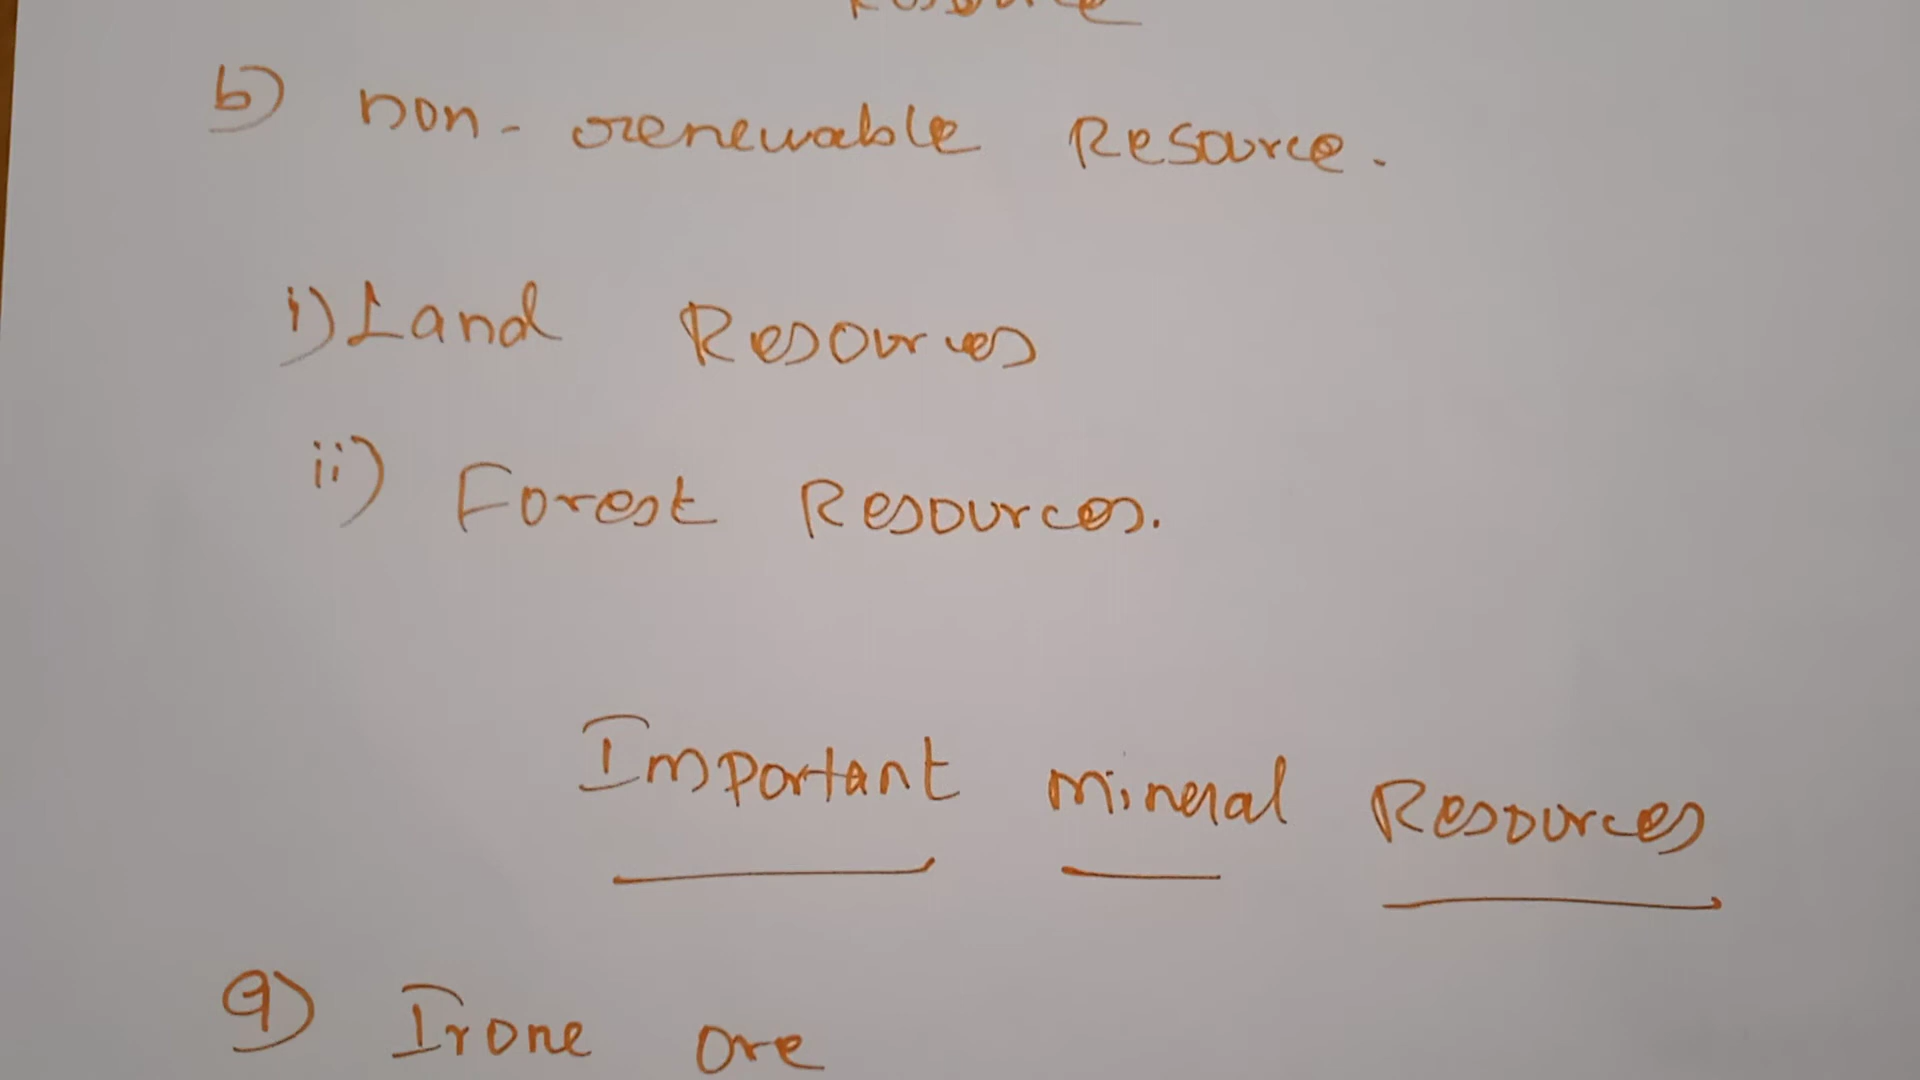 b) non-renewable Resource.
i) Land Resources
ii) Forest Resources.
Important mineral Resources
a) Irone ore